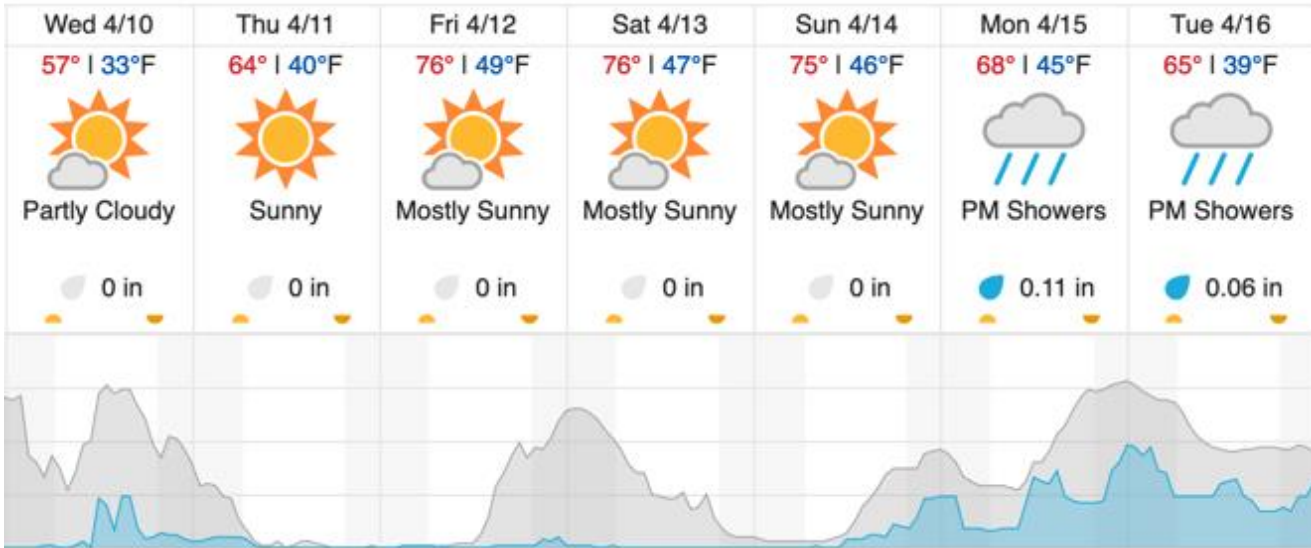 Wed 4/10 Thu 4/11 Fri 4/12 Sat 4/13 Sun 4/14 Mon 4/15 Tue 4/16
57° | 33°F 64° | 40°F 76° | 49°F 76° | 47°F 75° | 46°F 68° | 45°F 65° | 39°F
Partly Cloudy Sunny Mostly Sunny Mostly Sunny Mostly Sunny PM Showers PM Showers
0 in 0 in 0 in 0 in 0 in 0.11 in 0.06 in